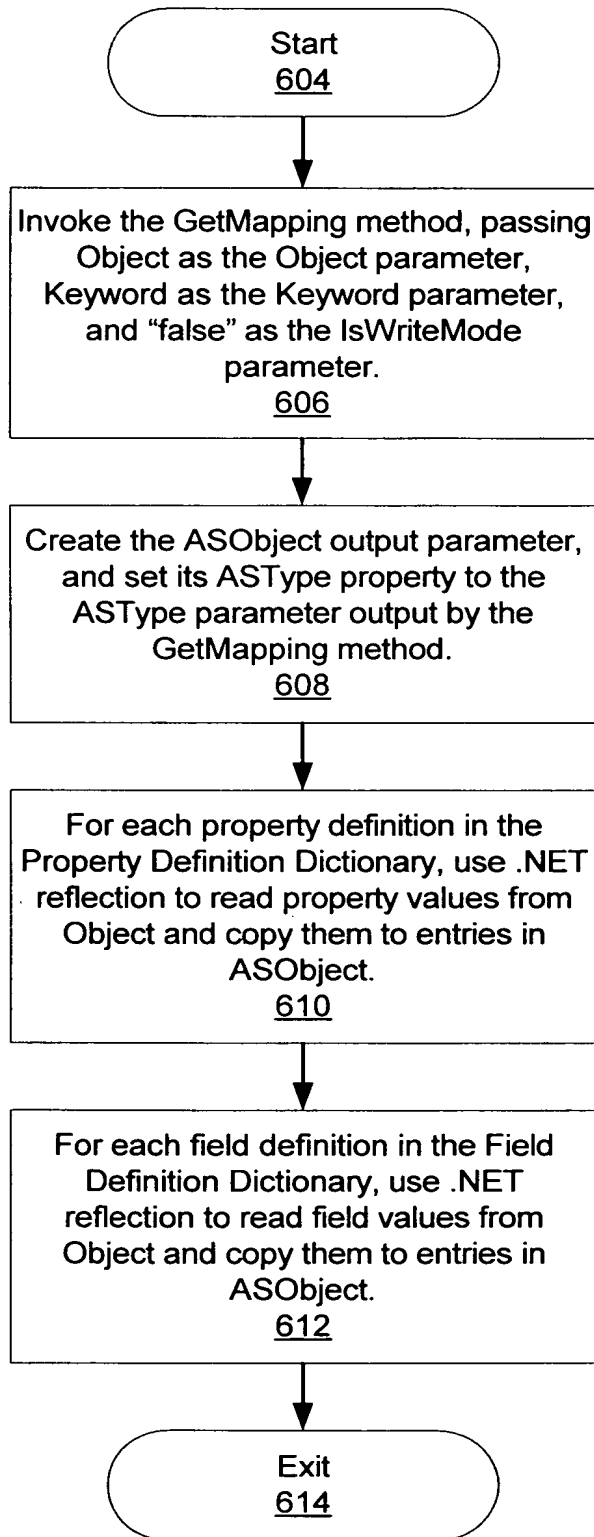 Start
604
Invoke the GetMapping method, passing
Object as the Object parameter,
Keyword as the Keyword parameter,
and “false” as the IsWriteMode
parameter.
606
Create the ASObject output parameter,
and set its ASType property to the
ASType parameter output by the
GetMapping method.
608
For each property definition in the
Property Definition Dictionary, use .NET
reflection to read property values from
Object and copy them to entries in
ASObject.
610
For each field definition in the Field
Definition Dictionary, use .NET
reflection to read field values from
Object and copy them to entries in
ASObject.
612
Exit
614